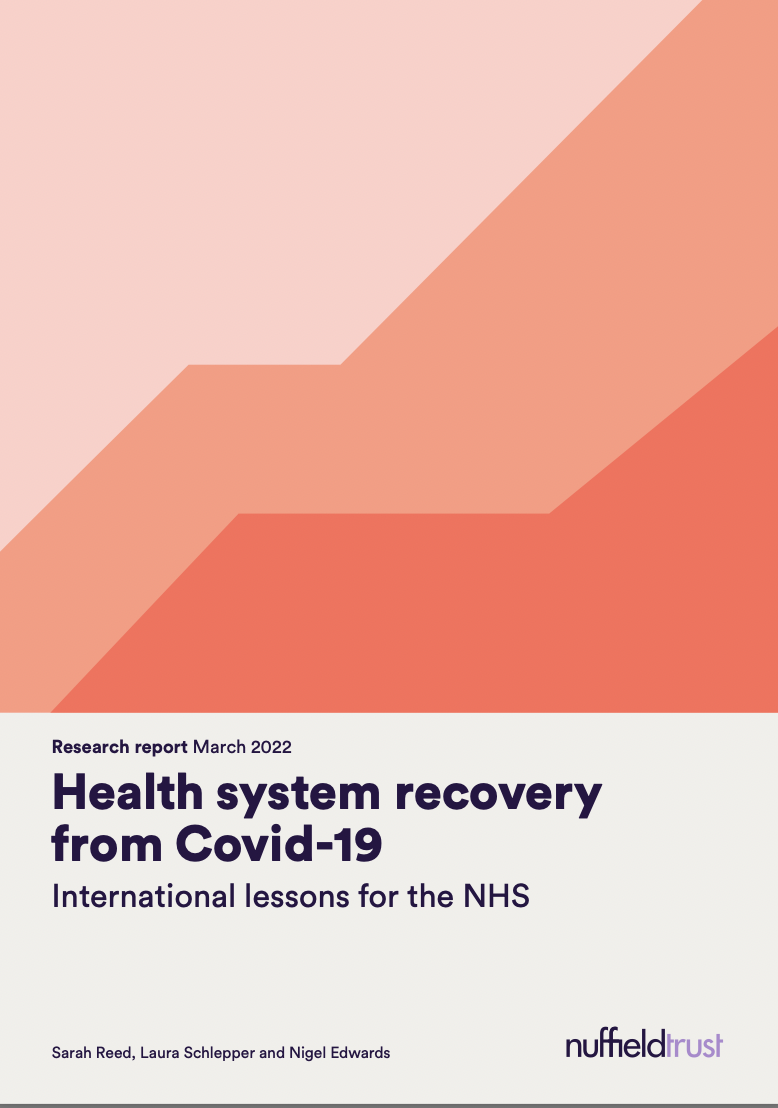 Research report March 2022
Health system recovery
from Covid-19
International lessons for the NHS
Sarah Reed, Laura Schlepper and Nigel Edwards
nuffieldtrust